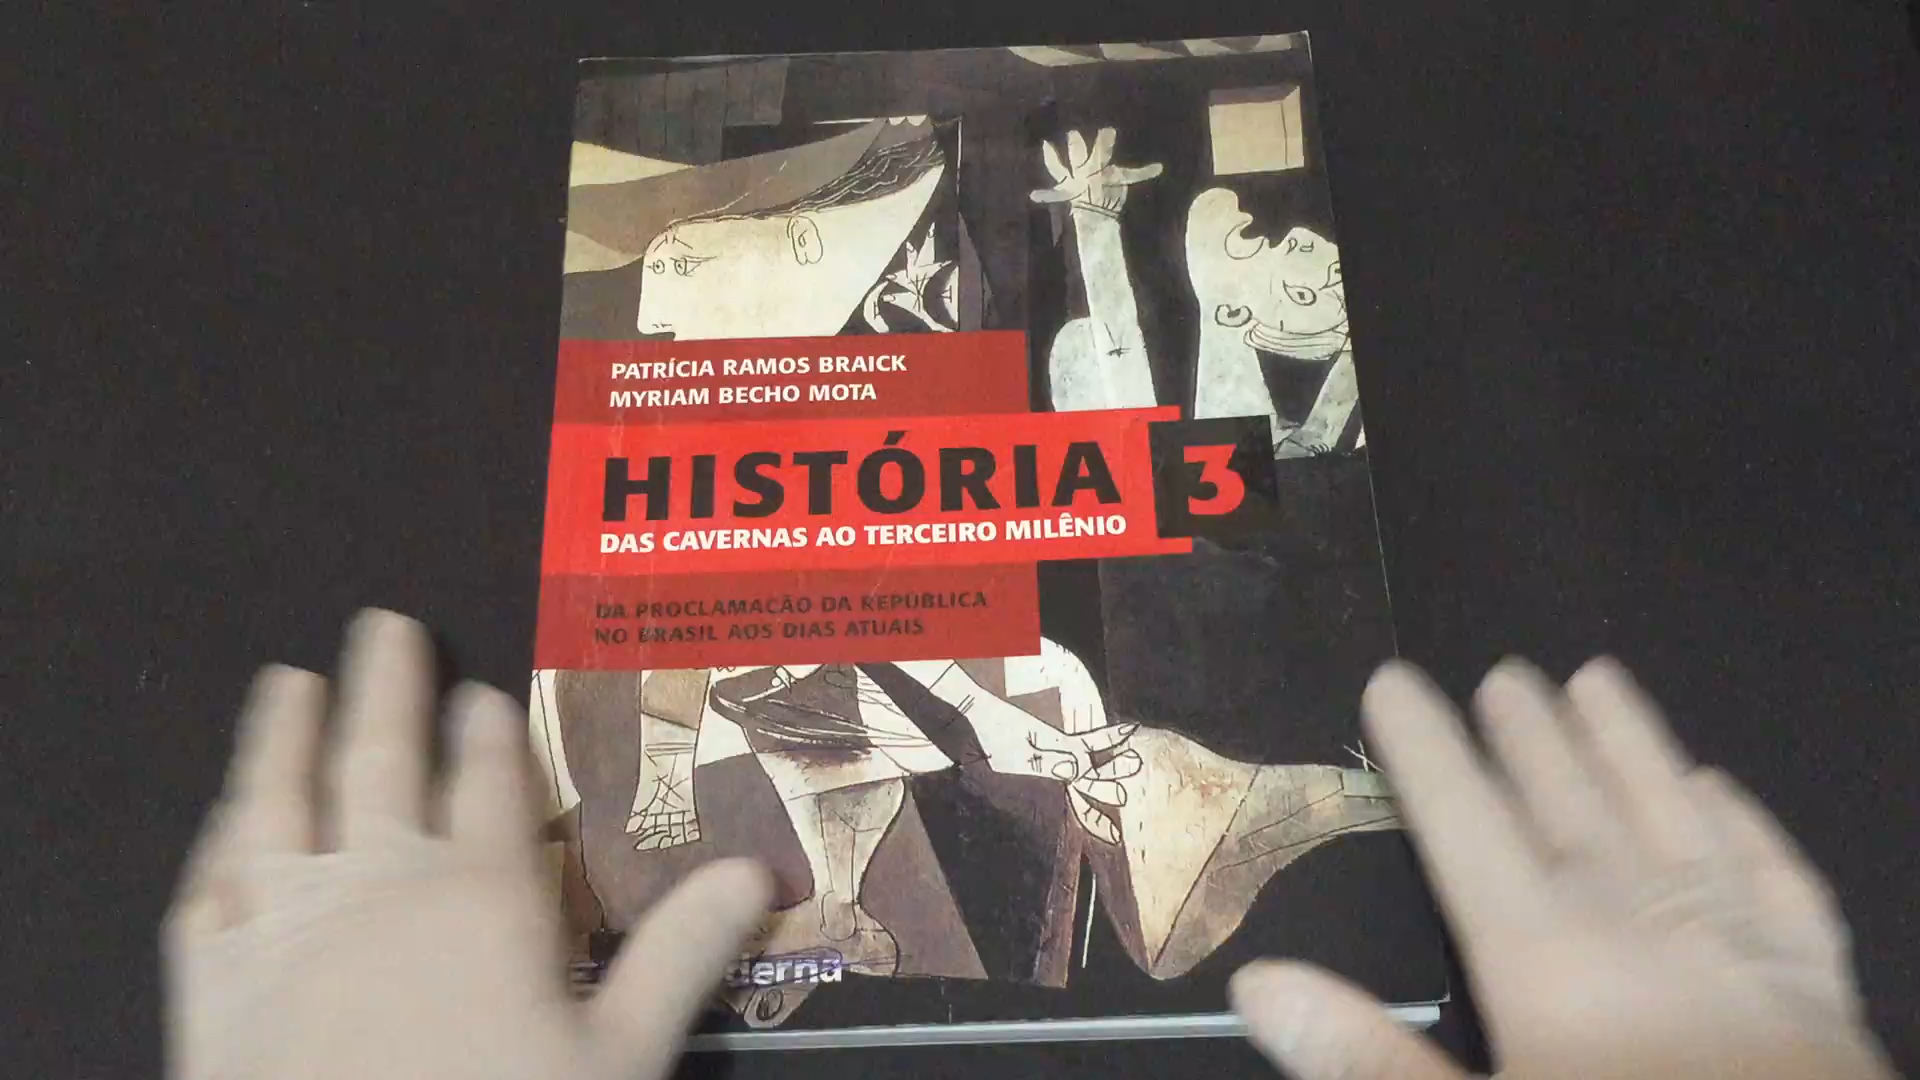 PATRÍCIA RAMOS BRAICK
MYRIAM BECHO MOTA
HISTÓRIA 3
DAS CAVERNAS AO TERCEIRO MILÊNIO
DA PROCLAMAÇÃO DA REPÚBLICA
NO BRASIL AOS DIAS ATUAIS